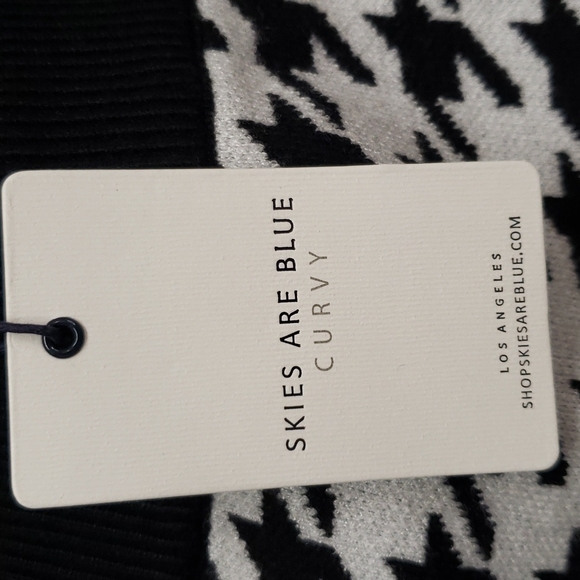 SKIES ARE BLUE
CURVY
LOS ANGELES
SHOPSKIESAREBLUE.COM